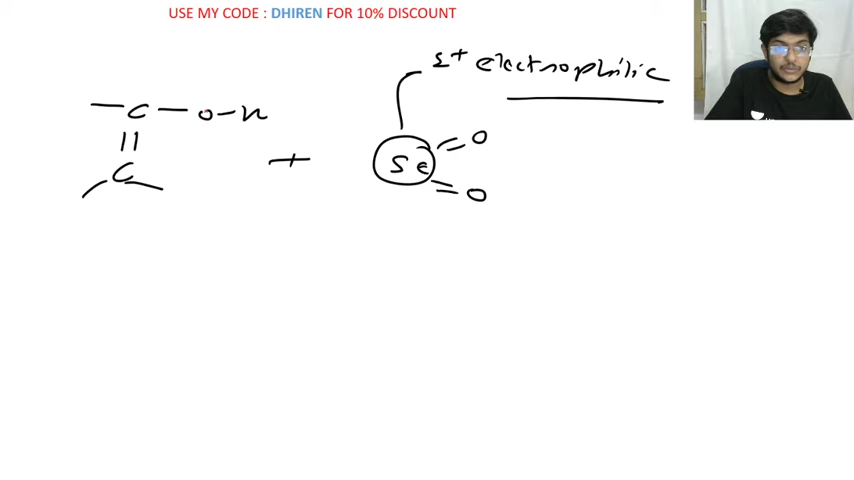 USE MY CODE : DHIREN FOR 10% DISCOUNT
δ+ electrophilic
— C — O – H
||
C
+
Se
= O
= O